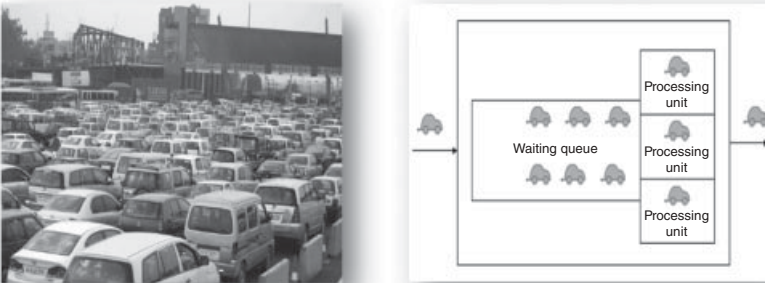 Processing
unit
Waiting queue
Processing
unit
Processing
unit